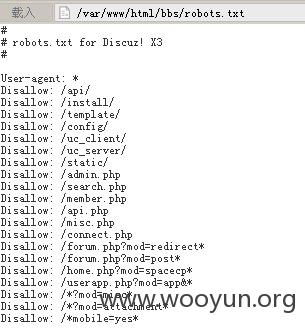 載入 /var/www/html/bbs/robots.txt
#
# robots.txt for Discuz! X3
#
User-agent: *
Disallow: /api/
Disallow: /install/
Disallow: /template/
Disallow: /config/
Disallow: /uc_client/
Disallow: /uc_server/
Disallow: /static/
Disallow: /admin.php
Disallow: /search.php
Disallow: /member.php
Disallow: /api.php
Disallow: /misc.php
Disallow: /connect.php
Disallow: /forum.php?mod=redirect*
Disallow: /forum.php?mod=post*
Disallow: /home.php?mod=spacecp*
Disallow: /userapp.php?mod=app&*
Disallow: /*?mod=misc*
Disallow: /*?mod=attachment*
Disallow: /*mobile=yes*
www.wooyun.org